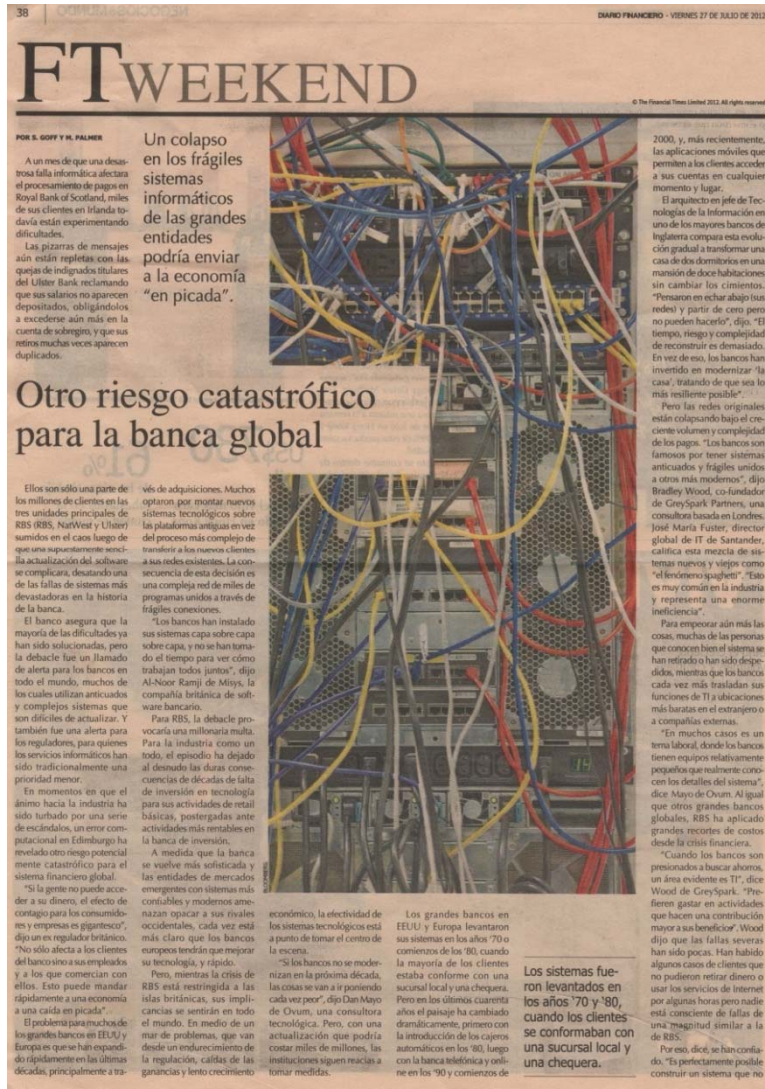 38
DIARIO FINANCIERO - VIERNES 27 DE JULIO DE 2012
FT WEEKEND
© The Financial Times Limited 2012. All rights reserved
POR S. GOFF Y M. PALMER
A un mes de que una desas-
trosa falla informática afectara
el procesamiento de pagos en
Royal Bank of Scotland, miles
de sus clientes en Irlanda to-
davía están experimentando
dificultades.
Las pizarras de mensajes
aún están repletas con las
quejas de indignados titulares
del Ulster Bank reclamando
que sus salarios no aparecen
depositados, obligándolos
a excederse aún más en la
cuenta de sobregiro, y que sus
retiros muchas veces aparecen
duplicados.
Un colapso
en los frágiles
sistemas
informáticos
de las grandes
entidades
podría enviar
a la economía
"en picada".
Otro riesgo catastrófico
para la banca global
Ellos son sólo una parte de
los millones de clientes en las
tres unidades principales de
RBS (RBS, NatWest y Ulster)
sumidos en el caos luego de
que una supuestamente senci-
lla actualización del software
se complicara, desatando una
de las fallas de sistemas más
devastadoras en la historia
de la banca.
El banco asegura que la
mayoría de las dificultades ya
han sido solucionadas, pero
la debacle fue un llamado
de alerta para los bancos en
todo el mundo, muchos de
los cuales utilizan anticuados
y complejos sistemas que
son difíciles de actualizar. Y
también fue una alerta para
los reguladores, para quienes
los servicios informáticos han
sido tradicionalmente una
prioridad menor.
En momentos en que el
ánimo hacia la industria ha
sido turbado por una serie
de escándalos, un error com-
putacional en Edimburgo ha
revelado otro riesgo potencial
mente catastrófico para el
sistema financiero global.
"Si la gente no puede acce-
der a su dinero, el efecto de
contagio para los consumido-
res y empresas es gigantesco",
dijo un ex regulador británico.
"No sólo afecta a los clientes
del banco sino a sus empleados
y a los que comercian con
ellos. Esto puede mandar
rápidamente a una economía
a una caída en picada".
El problema para muchos de
los grandes bancos en EEUU y
Europa es que se han expandi-
do rápidamente en las últimas
décadas, principalmente a tra-
vés de adquisiciones. Muchos
optaron por montar nuevos
sistemas tecnológicos sobre
las plataformas antiguas en vez
del proceso más complejo de
transferir a los nuevos clientes
a sus redes existentes. La con-
secuencia de esta decisión es
una compleja red de miles de
programas unidos a través de
frágiles conexiones.
"Los bancos han instalado
sus sistemas capa sobre capa
sobre capa, y no se han toma-
do el tiempo para ver cómo
trabajan todos juntos", dijo
Al-Noor Ramji de Misys, la
compañía británica de soft-
ware bancario.
Para RBS, la debacle pro-
vocaría una millonaria multa.
Para la industria como un
todo, el episodio ha dejado
al desnudo las duras conse-
cuencias de décadas de falta
de inversión en tecnología
para sus actividades de retail
básicas, postergadas ante
actividades más rentables en
la banca de inversión.
A medida que la banca
se vuelve más sofisticada y
las entidades de mercados
emergentes con sistemas más
confiables y modernos ame-
nazan opacar a sus rivales
occidentales, cada vez está
más claro que los bancos
europeos tendrán que mejorar
su tecnología, y rápido.
Pero, mientras la crisis de
RBS está restringida a las
islas británicas, sus implic-
ancias se sentirán en todo
el mundo. En medio de un
mar de problemas, que van
desde un endurecimiento de
la regulación, caídas de las
ganancias y lento crecimiento
BLOOMBERG
económico, la efectividad de
los sistemas tecnológicos está
a punto de tomar el centro de
la escena.
"Si los bancos no se moder-
nizan en la próxima década,
las cosas se van a ir poniendo
cada vez peor", dijo Dan Mayo
de Ovum, una consultora
tecnológica. Pero, con una
actualización que podría
costar miles de millones, las
instituciones siguen reacias a
tomar medidas.
Los grandes bancos en
EEUU y Europa levantaron
sus sistemas en los años '70 o
comienzos de los '80, cuando
la mayoría de los clientes
estaba conforme con una
sucursal local y una chequera.
Pero en los últimos cuarenta
años el paisaje ha cambiado
dramáticamente, primero con
la introducción de los cajeros
automáticos en los '80, luego
con la banca telefónica y onli-
ne en los '90 y comienzos de
Los sistemas fue-
ron levantados en
los años '70 y '80,
cuando los clientes
se conformaban con
una sucursal local y
una chequera.
2000, y, más recientemente,
las aplicaciones móviles que
permiten a los clientes acceder
a sus cuentas en cualquier
momento y lugar.
El arquitecto en jefe de Tec-
nologías de la Información en
uno de los mayores bancos de
Inglaterra compara esta evolu-
ción gradual a transformar una
casa de dos dormitorios en una
mansión de doce habitaciones
sin cambiar los cimientos.
"Pensaron en echar abajo (sus
redes) y partir de cero pero
no pueden hacerlo", dijo. "El
tiempo, riesgo y complejidad
de reconstruir es demasiado.
En vez de eso, los bancos han
invertido en modernizar 'la
casa', tratando de que sea lo
más resiliente posible".
Pero las redes originales
están colapsando bajo el cre-
ciente volumen y complejidad
de los pagos. "Los bancos son
famosos por tener sistemas
anticuados y frágiles unidos
a otros más modernos", dijo
Bradley Wood, co-fundador
de GreySpark Partners, una
consultora basada en Londres.
José María Fuster, director
global de IT de Santander,
califica esta mezcla de sis-
temas nuevos y viejos como
"el fenómeno spaghetti". "Esto
es muy común en la industria
y representa una enorme
ineficiencia".
Para empeorar aún más las
cosas, muchas de las personas
que conocen bien el sistema se
han retirado o han sido despe-
didos, mientras que los bancos
cada vez más trasladan sus
funciones de TI a ubicaciones
más baratas en el extranjero o
a compañías externas.
"En muchos casos es un
tema laboral, donde los bancos
tienen equipos relativamente
pequeños que realmente cono-
cen los detalles del sistema",
dice Mayo de Ovum. Al igual
que otros grandes bancos
globales, RBS ha aplicado
grandes recortes de costos
desde la crisis financiera.
"Cuando los bancos son
presionados a buscar ahorros,
un área evidente es TI", dice
Wood de GreySpark. "Pre-
fieren gastar en actividades
que hacen una contribución
mayor a sus beneficios". Wood
dijo que las fallas severas
han sido pocas. Han habido
algunos casos de clientes que
no pudieron retirar dinero o
usar los servicios de Internet
por algunas horas pero nadie
está consciente de fallas de
una magnitud similar a la
de RBS.
Por eso, dice, se han confia-
do. "Es perfectamente posible
construir un sistema que no